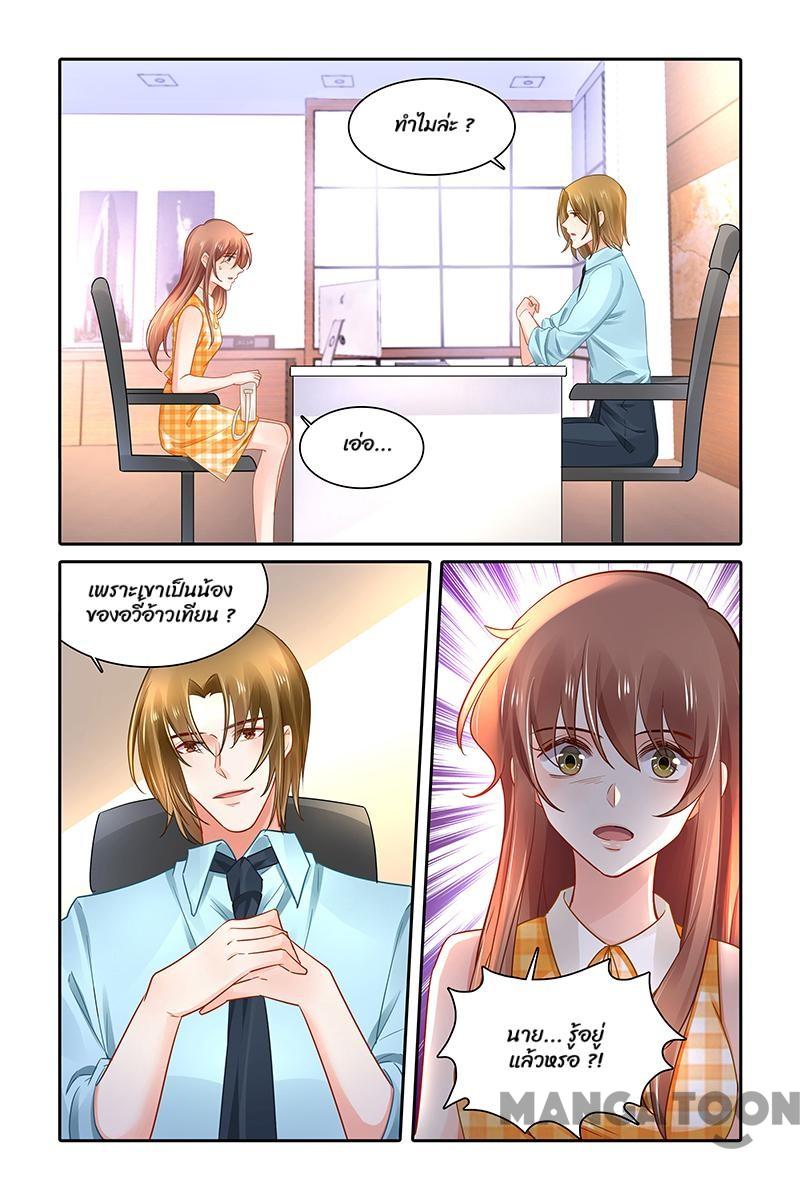 ทำไมล่ะ ?
เอ่อ...
เพราะเขาเป็นน้อง
ของอวี้อ้าวเทียน ?
นาย... รู้อยู่
แล้วหรอ ?!
MANGATOON